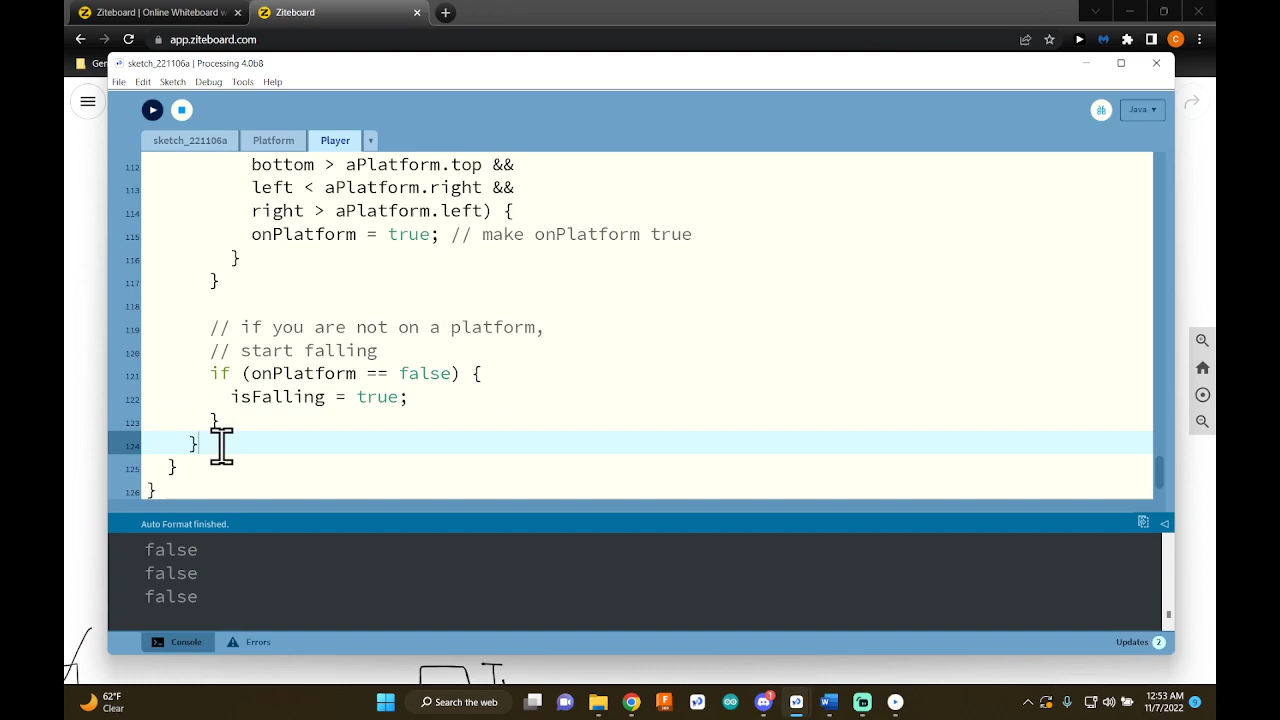 Ziteboard | Online Whiteboard w
Ziteboard
app.ziteboard.com
C
Gen
sketch_221106a | Processing 4.0b8
File Edit Sketch Debug Tools Help
Java
sketch_221106a Platform Player
112 bottom > aPlatform.top &&
113 left < aPlatform.right &&
114 right > aPlatform.left) {
115 onPlatform = true; // make onPlatform true
116 }
117 }
118
119 // if you are not on a platform,
120 // start falling
121 if (onPlatform == false) {
122 isFalling = true;
123 }
124 }
125 }
126 }
Auto Format finished.
false
false
false
Console Errors
Updates 2
62°F
Clear
Search the web
1
12:53 AM
11/7/2022
9